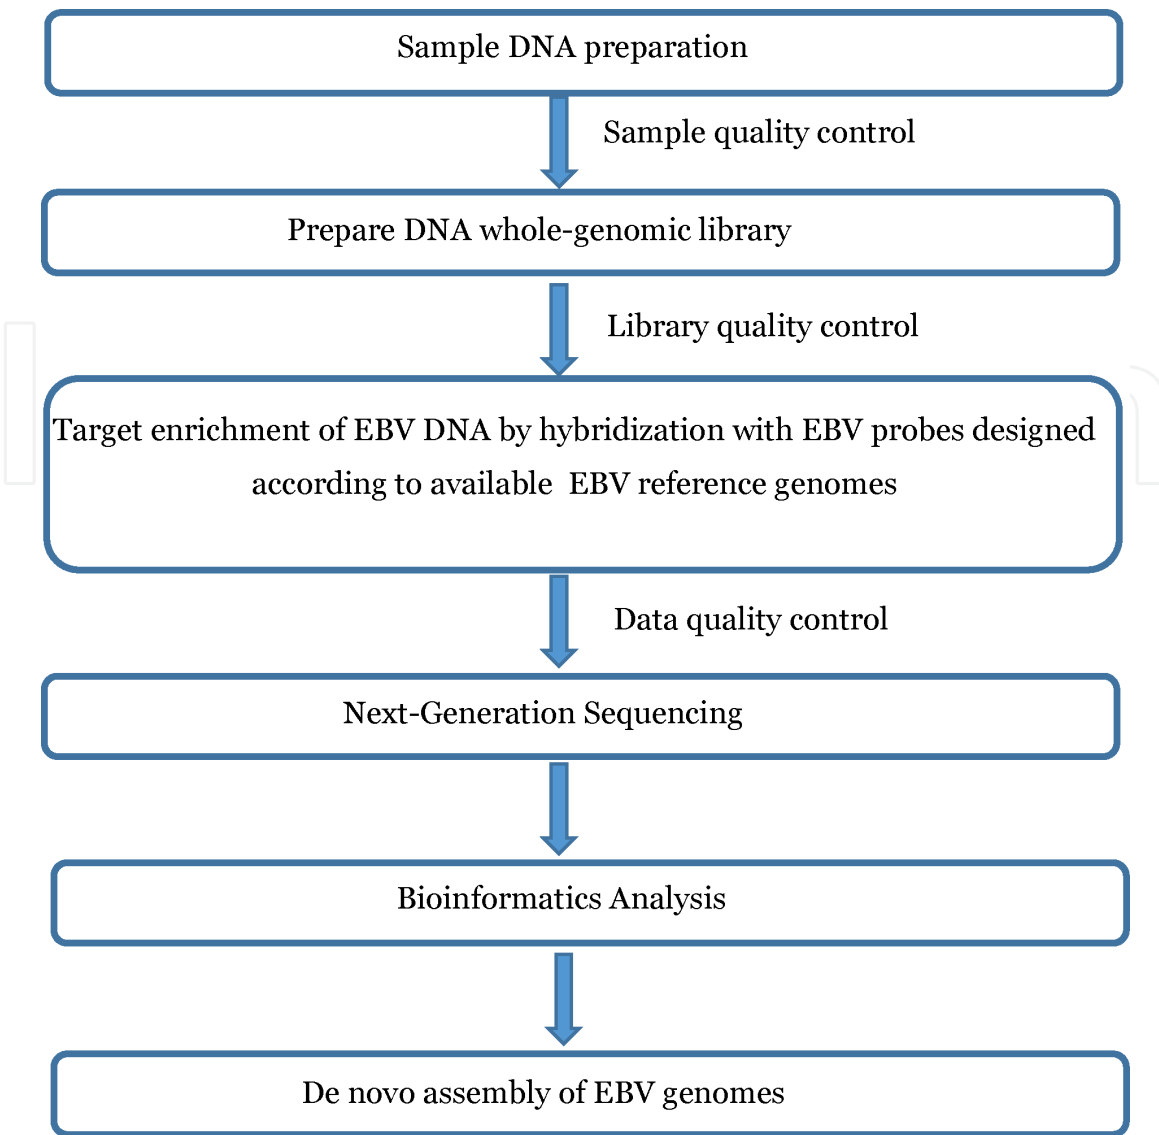 Sample DNA preparation
Sample quality control
Prepare DNA whole-genomic library
Library quality control
Target enrichment of EBV DNA by hybridization with EBV probes designed
according to available EBV reference genomes
Data quality control
Next-Generation Sequencing
Bioinformatics Analysis
De novo assembly of EBV genomes